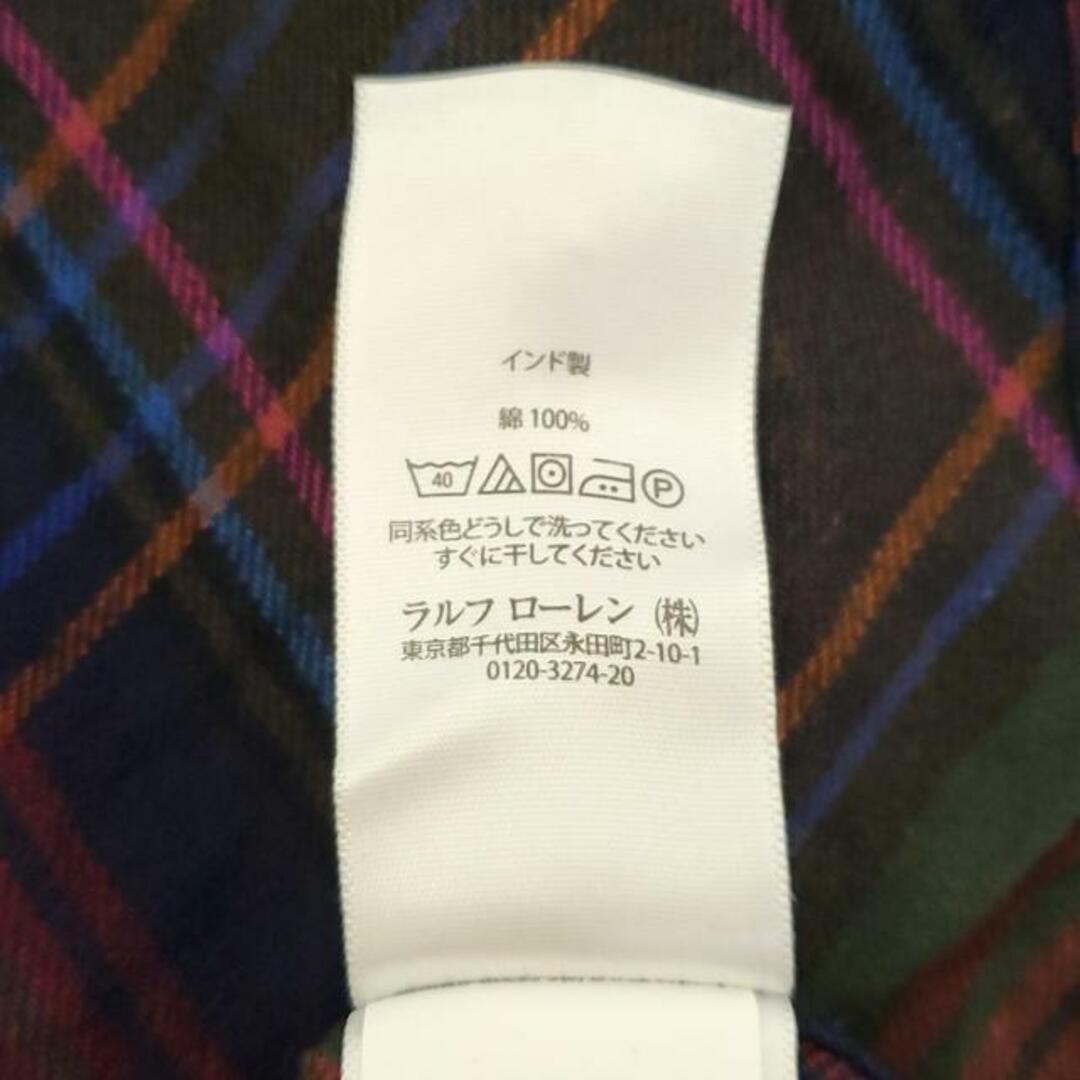 インド製
綿 100%
40 P
同系色どうしで洗ってください
すぐに干してください
ラルフ ローレン (株)
東京都千代田区永田町2-10-1
0120-3274-20